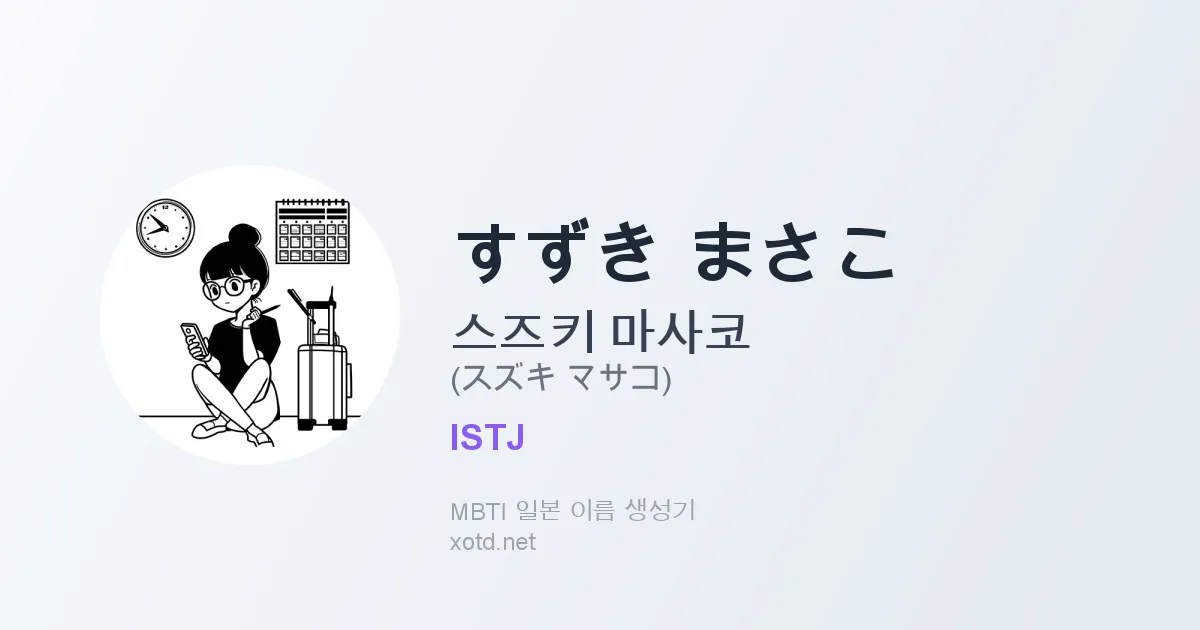 12
すずき まさこ
스즈키 마사코
(スズキ マサコ)
ISTJ
MBTI 일본 이름 생성기
xotd.net